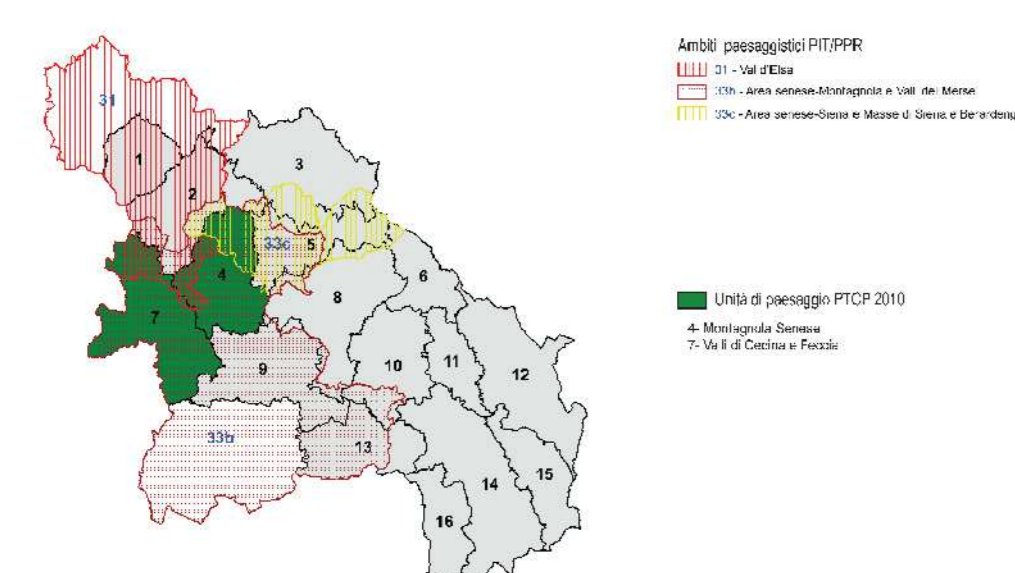 Ambiti paesaggistici PIT/PPR
31 - Val d'Elsa
33b - Area senese-Montagnola e Valli del Merse
33c - Area senese-Siena e Masse di Siena e Berardeng
Unità di paesaggio PTCP 2010
4- Montagnola Senese
7- Valli di Cecina e Feccia
31
1
2
3
33c
5
4
6
8
7
9
10
11
12
33b
13
14
15
16